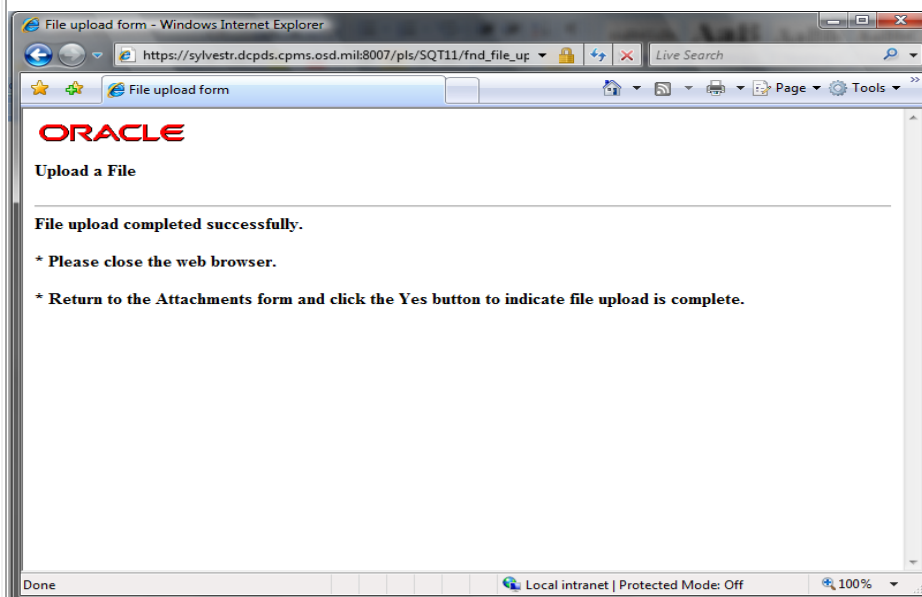 File upload form - Windows Internet Explorer
https://sylvestr.dcpds.cpms.osd.mil:8007/pls/SQT11/fnd_file_up
Live Search
File upload form
Page
Tools
ORACLE
Upload a File
File upload completed successfully.
* Please close the web browser.
* Return to the Attachments form and click the Yes button to indicate file upload is complete.
Done
Local intranet | Protected Mode: Off
100%